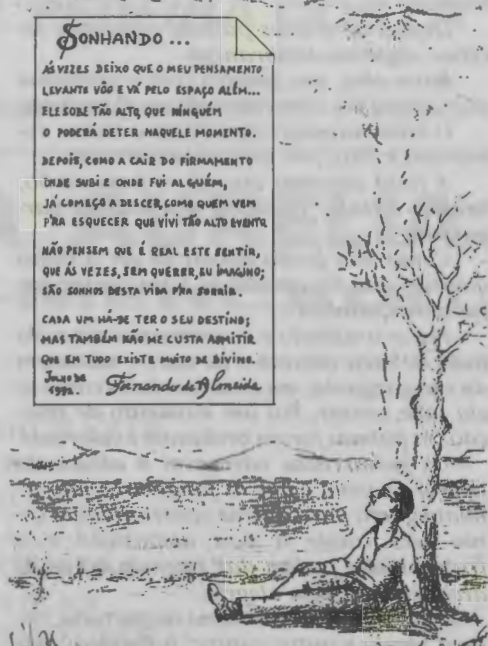 SONHANDO ...
ÁS VEZES DEIXO QUE O MEU PENSAMENTO
LEVANTE VÔO E VÁ PELO ESPAÇO ALÉM...
ELE SOBE TÃO ALTO, QUE NINGUÉM
O PODERÁ DETER NAQUELE MOMENTO.
DEPOIS, COMO A CAIR DO FIRMAMENTO
ONDE SUBI E ONDE FUI ALGUÉM,
JÁ COMEÇO A DESCER, COMO QUEM VEM
P'RA ESQUECER QUE VIVI TÃO ALTO EVENTO.
NÃO PENSEM QUE É REAL ESTE SENTIR,
QUE ÁS VEZES, SEM QUERER, EU IMAGINO;
SÃO SONHOS DESTA VIDA P'RA SORRIR.
CADA UM HÁ-DE TER O SEU DESTINO;
MAS TAMBÉM NÃO ME CUSTA ADMITIR
QUE EM TUDO EXISTE MUITO DE DIVINO.
JULHO DE
1992.
Fernando de Almeida